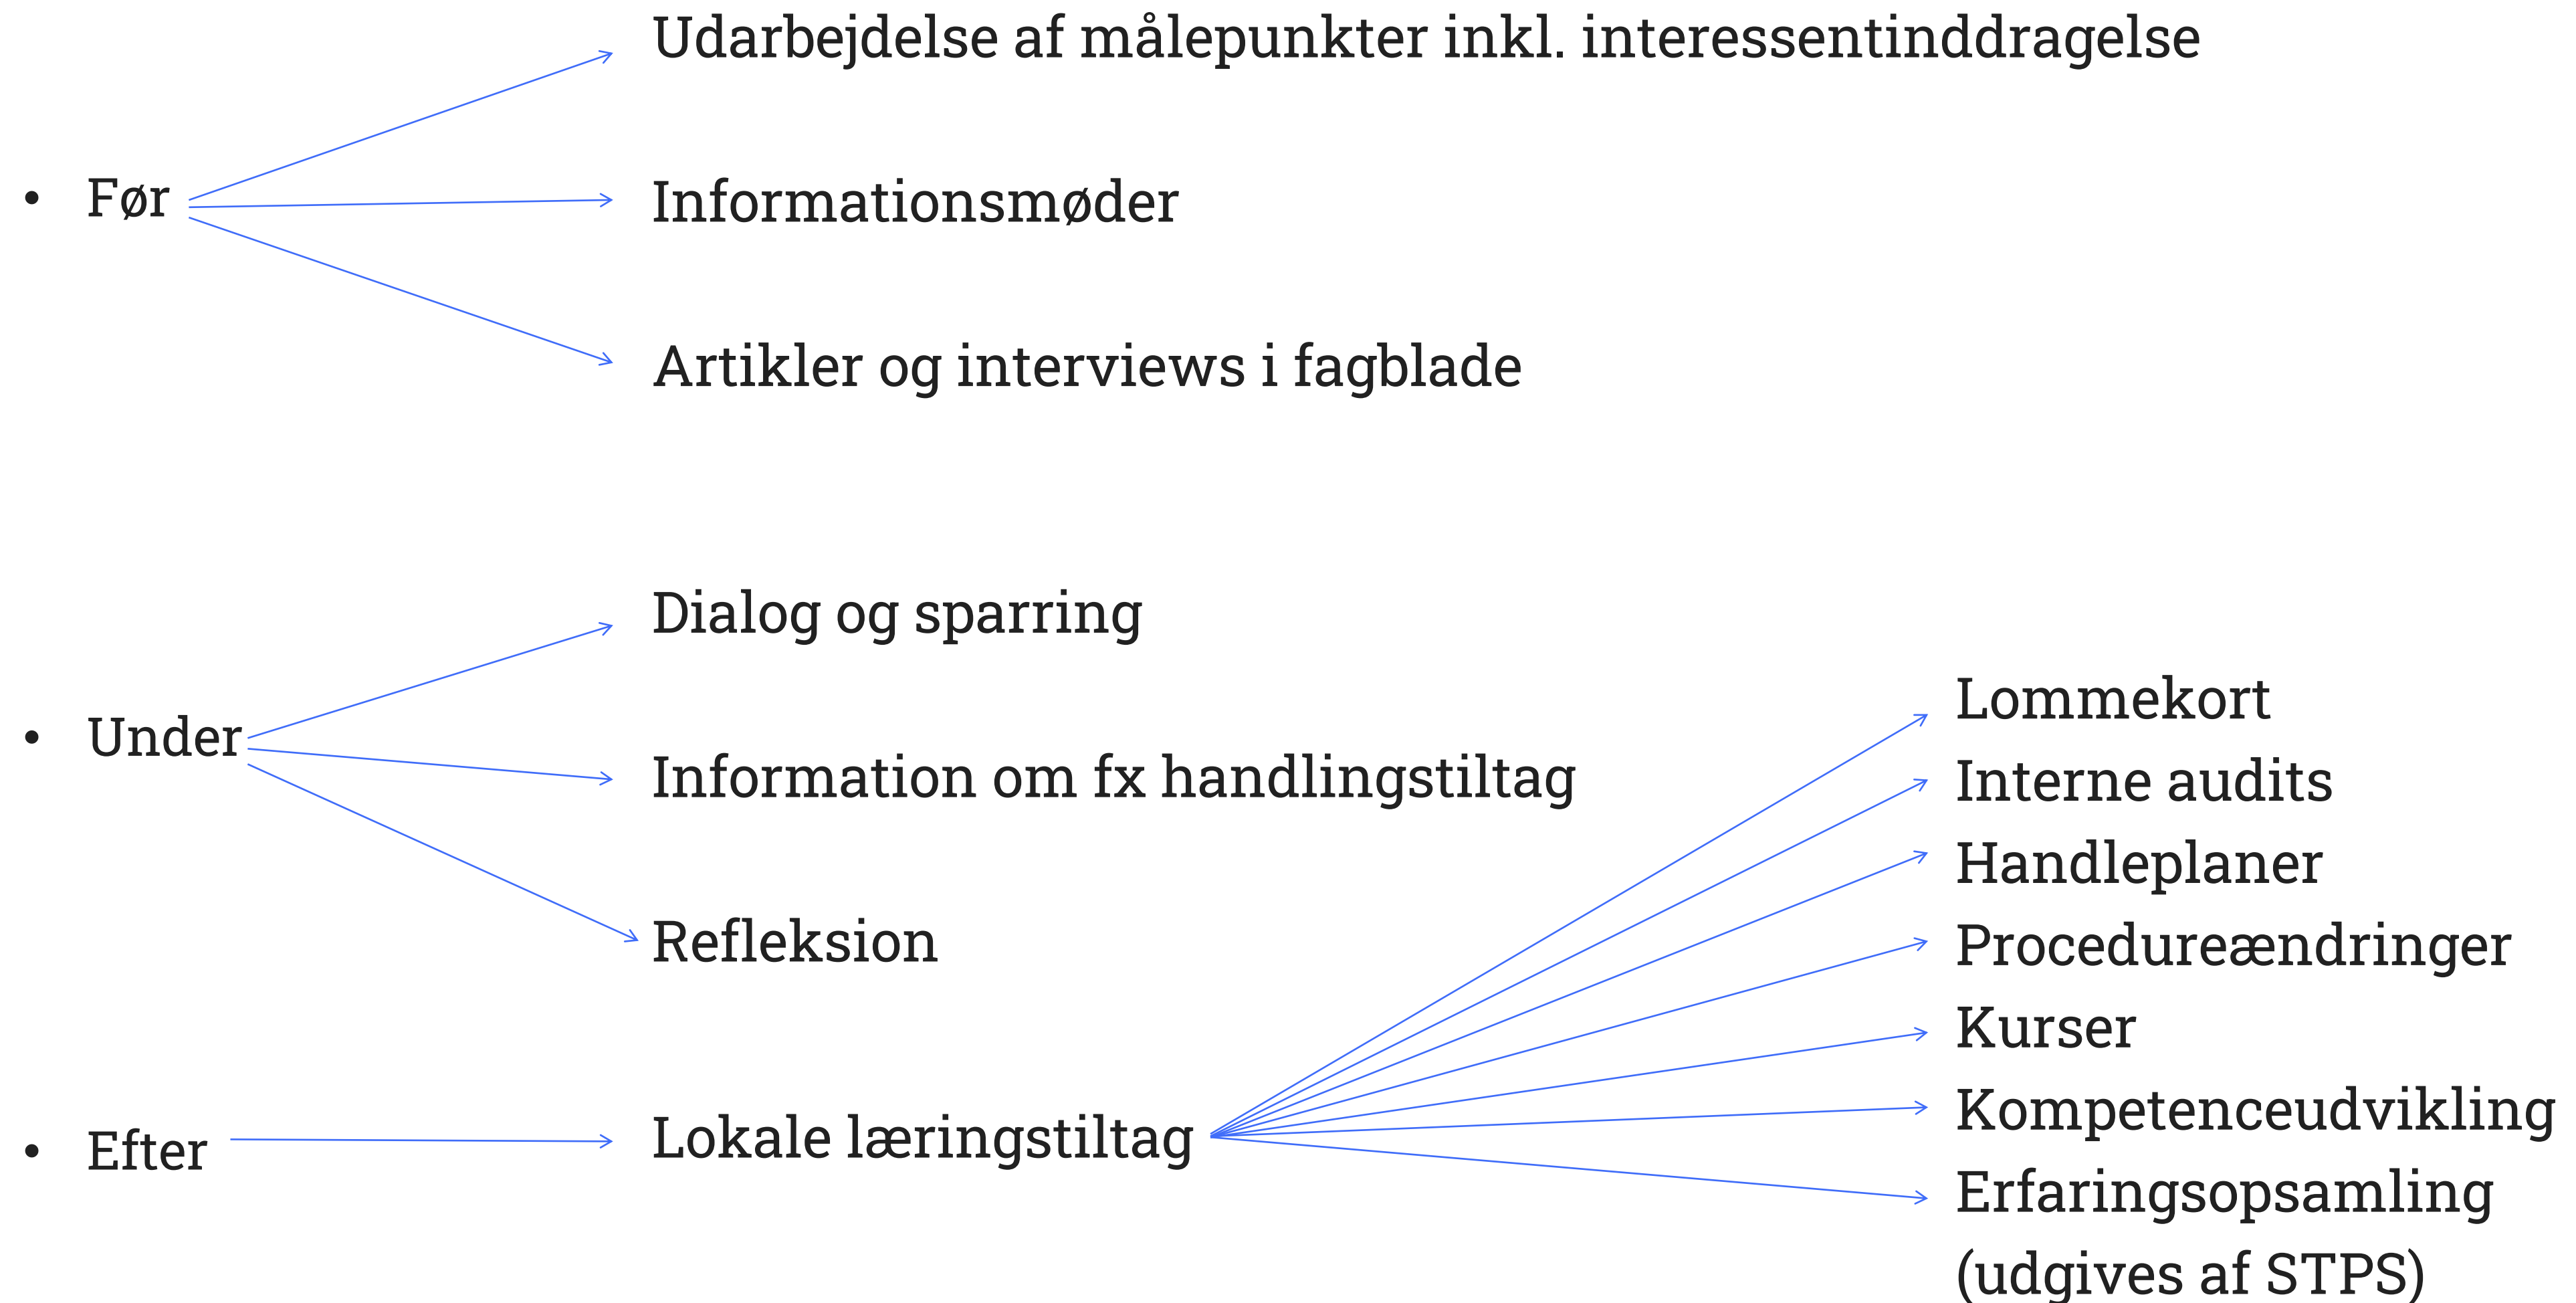 • Før
Udarbejdelse af målepunkter inkl. interessentinddragelse
Informationsmøder
Artikler og interviews i fagblade
• Under
Dialog og sparring
Information om fx handlingstiltag
Refleksion
• Efter
Lokale læringstiltag
Lommekort
Interne audits
Handleplaner
Procedureændringer
Kurser
Kompetenceudvikling
Erfaringsopsamling
(udgives af STPS)